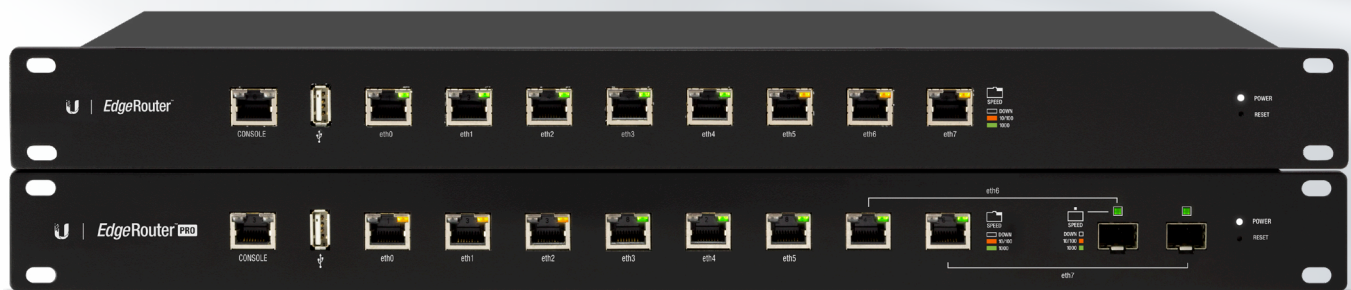 U | EdgeRouter™
CONSOLE
eth0
eth1
eth2
eth3
eth4
eth5
eth6
eth7
SPEED
DOWN
10/100
1000
POWER
RESET
U | EdgeRouter™ PRO
CONSOLE
eth0
eth1
eth2
eth3
eth4
eth5
eth6
SPEED
DOWN
10/100
1000
SPEED
DOWN
10/100
1000
eth7
POWER
RESET